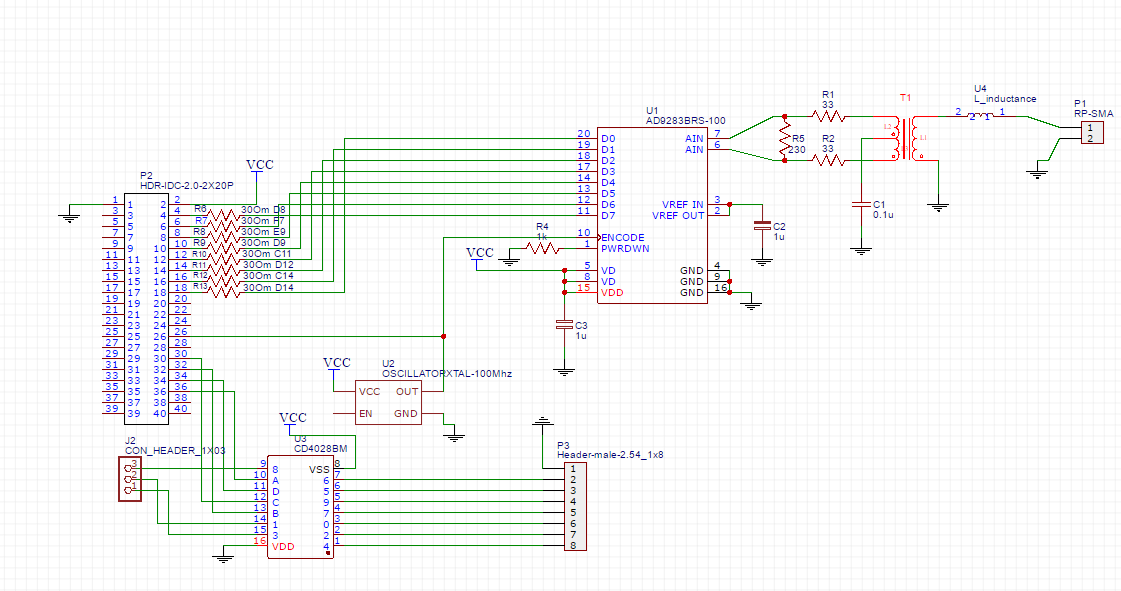 U4
L_inductance
2 2 1 1
P1
RP-SMA
1
2
T1
L2
L1
R1
33
R2
33
R5
230
C1
0.1u
U1
AD9283BRS-100
20 D0
19 D1
18 D2
17 D3
14 D4
13 D5
12 D6
11 D7
10 ENCODE
1 PWRDWN
5 VD
8 VD
15 VDD
AIN 7
AIN 6
VREF IN 3
VREF OUT 2
GND 4
GND 9
GND 16
C2
1u
R4
1k
VCC
C3
1u
VCC
P2
HDR-IDC-2.0-2X20P
1 1 2 2
3 3 4 4
5 5 6 6
7 7 8 8
9 9 10 10
11 11 12 12
13 13 14 14
15 15 16 16
17 17 18 18
19 19 20 20
21 21 22 22
23 23 24 24
25 25 26 26
27 27 28 28
29 29 30 30
31 31 32 32
33 33 34 34
35 35 36 36
37 37 38 38
39 39 40 40
R6 30Om D8
R7 30Om F7
R8 30Om E9
R9 30Om D9
R10 30Om C11
R11 30Om D12
R12 30Om C14
R13 30Om D14
VCC
U2
OSCILLATORXTAL-100Mhz
VCC OUT
EN GND
VCC
U3
CD4028BM
9 8 VSS 8
10 A 6 7
11 D 5 6
12 C 9 5
13 B 7 4
14 1 0 3
15 3 2 2
16 VDD 4 1
J2
CON_HEADER_1X03
3
2
1
P3
Header-male-2.54_1x8
1
2
3
4
5
6
7
8